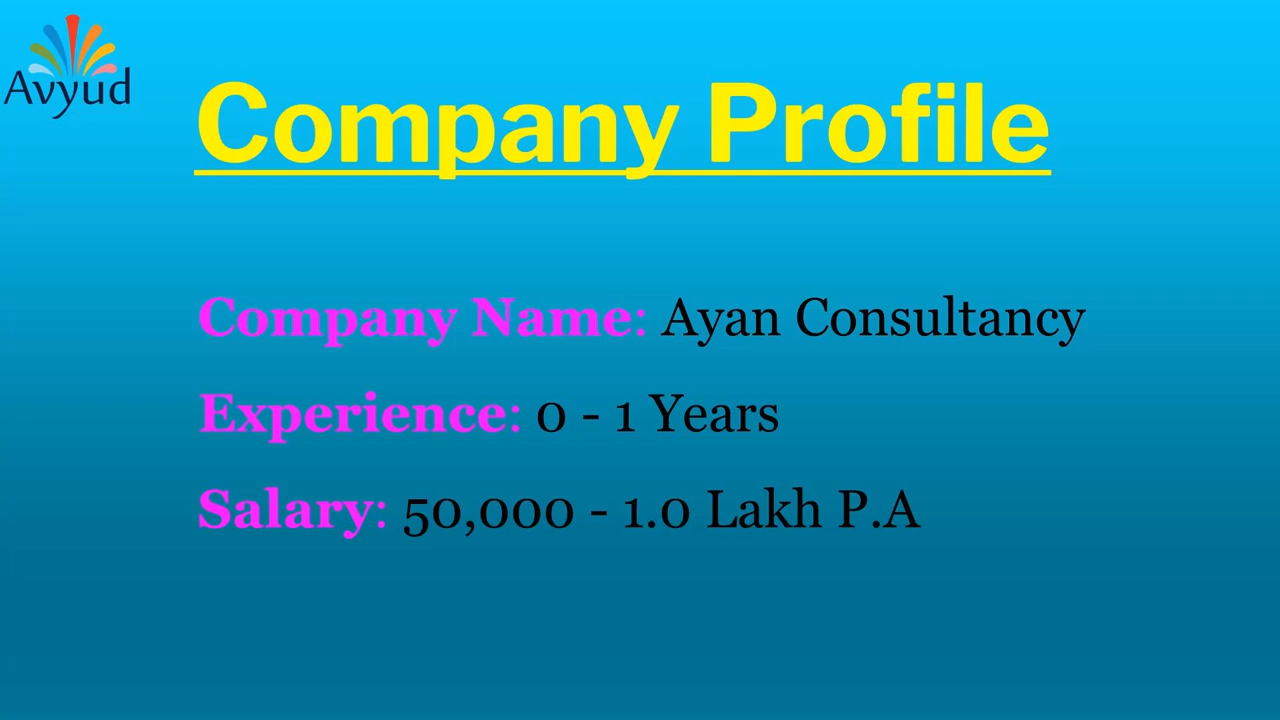 Avyud
Company Profile
Company Name: Ayan Consultancy
Experience: 0 - 1 Years
Salary: 50,000 - 1.0 Lakh P.A